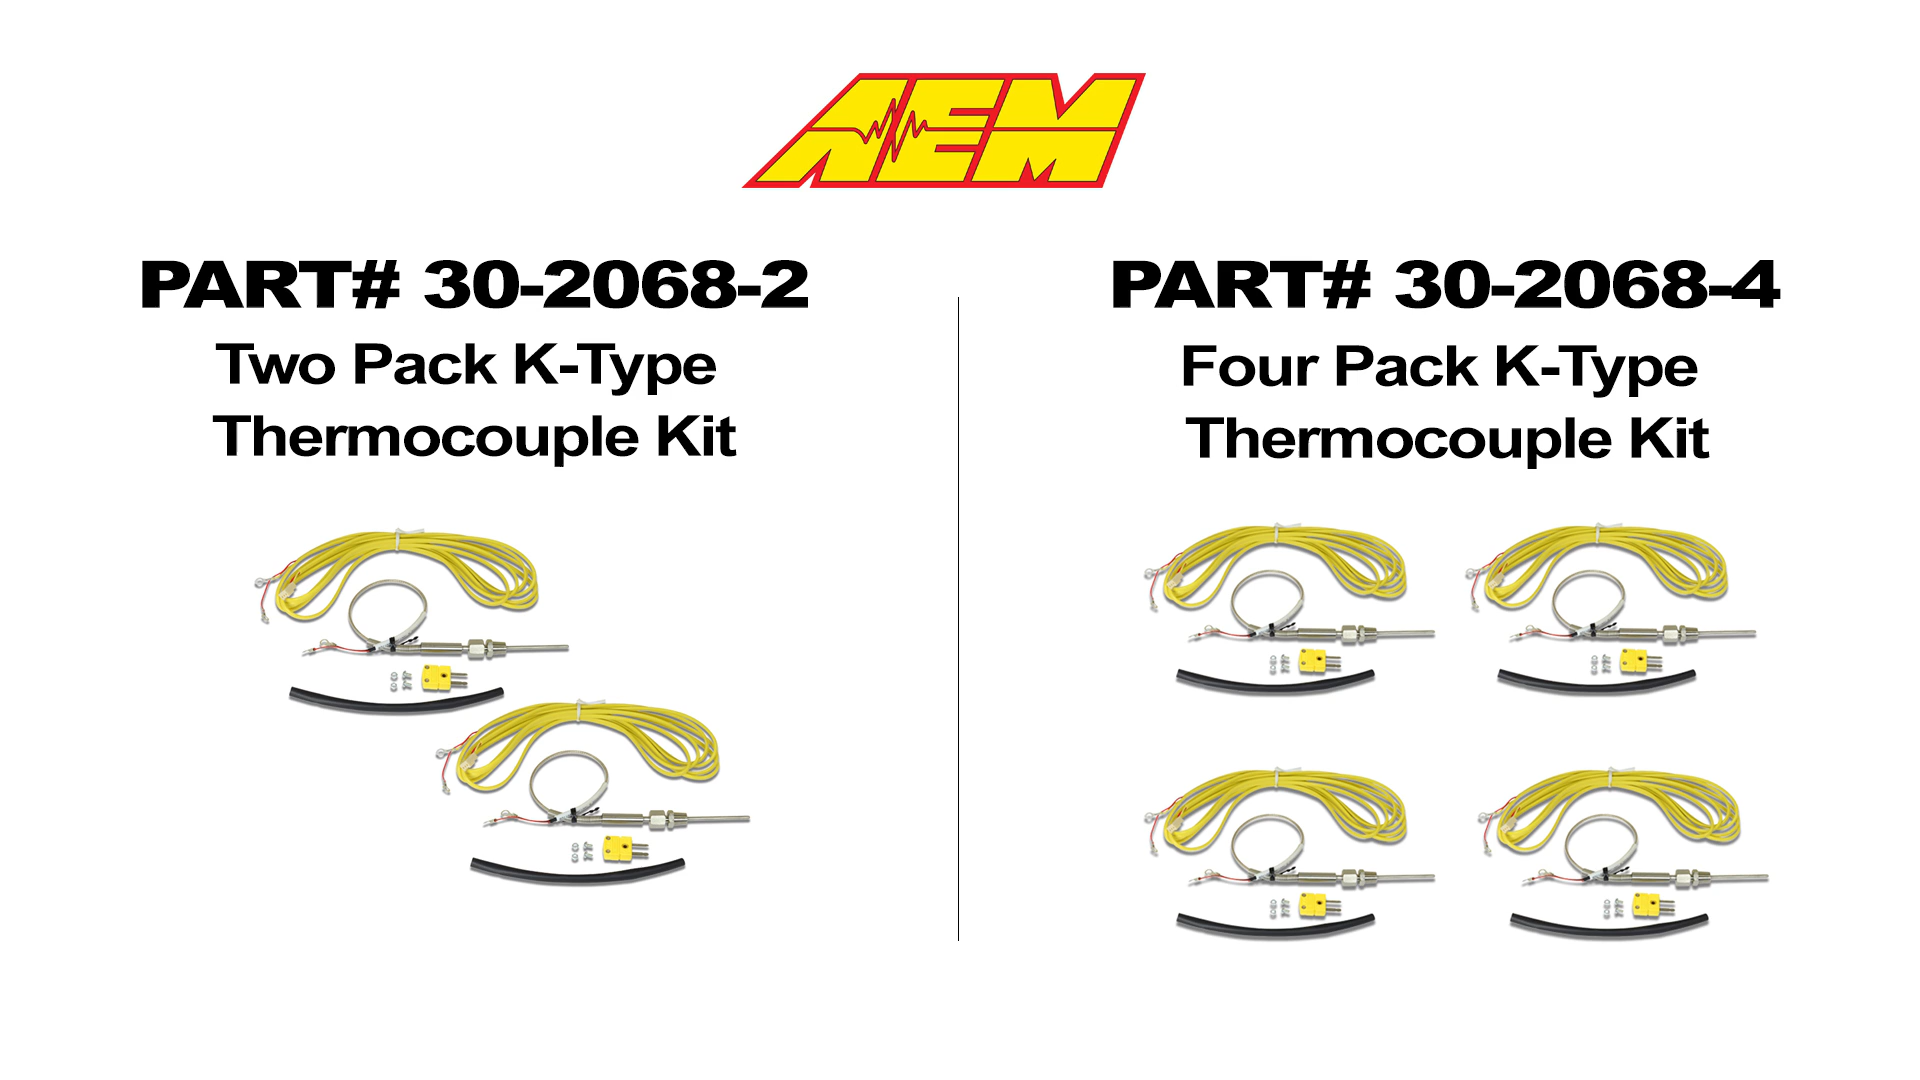 AEM
PART# 30-2068-2
Two Pack K-Type
Thermocouple Kit
PART# 30-2068-4
Four Pack K-Type
Thermocouple Kit